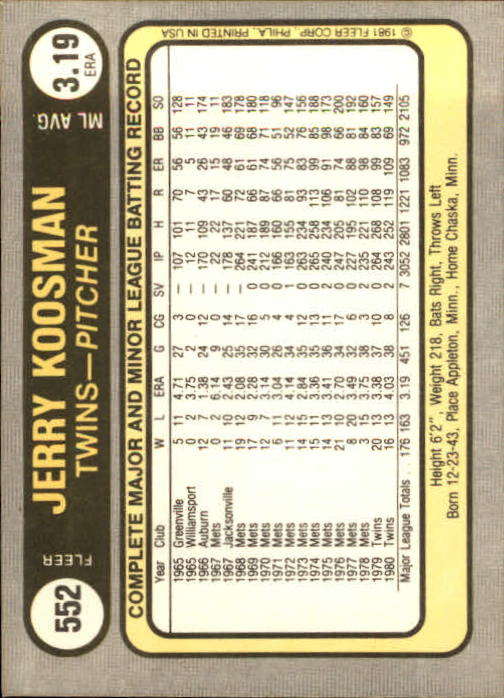 552
FLEER
JERRY KOOSMAN
TWINS—PITCHER
ML AVG.
3.19
ERA
COMPLETE MAJOR AND MINOR LEAGUE BATTING RECORD
Year Club W L ERA G CG SV IP H R ER BB SO
1965 Greenville 5 11 4.71 27 3 — 107 101 70 56 56 128
1965 Williamsport 0 2 3.75 2 0 — 12 11 7 5 11 11
1966 Auburn 12 7 1.38 24 12 — 170 109 43 26 43 174
1967 Mets 0 2 6.14 9 0 0 22 22 17 15 19 11
1967 Jacksonville 11 10 2.43 25 14 — 178 137 60 48 46 183
1968 Mets 19 12 2.08 35 17 0 264 221 72 61 69 178
1969 Mets 17 9 2.28 32 16 0 241 187 66 61 68 180
1970 Mets 12 7 3.14 30 5 0 212 189 87 74 71 118
1971 Mets 6 11 3.04 26 4 0 166 160 66 56 51 96
1972 Mets 11 12 4.14 34 4 1 163 155 81 75 52 147
1973 Mets 14 15 2.84 35 12 0 263 234 93 83 76 156
1974 Mets 15 11 3.36 35 13 0 265 258 113 99 85 188
1975 Mets 14 13 3.41 36 11 2 240 234 106 91 98 173
1976 Mets 21 10 2.70 34 17 0 247 205 81 74 66 200
1977 Mets 8 20 3.49 32 6 0 227 195 102 88 81 192
1978 Mets 3 15 3.75 38 3 2 235 221 110 98 84 160
1979 Twins 20 13 3.38 37 10 0 264 268 108 99 83 157
1980 Twins 16 13 4.03 38 8 2 243 252 119 109 69 149
Major League Totals . . 176 163 3.19 451 126 7 3052 2801 1221 1083 972 2105
Height 6'2", Weight 218, Bats Right, Throws Left
Born 12-23-43, Place Appleton, Minn., Home Chaska, Minn.
© 1981 FLEER CORP., PHILA., PRINTED IN USA